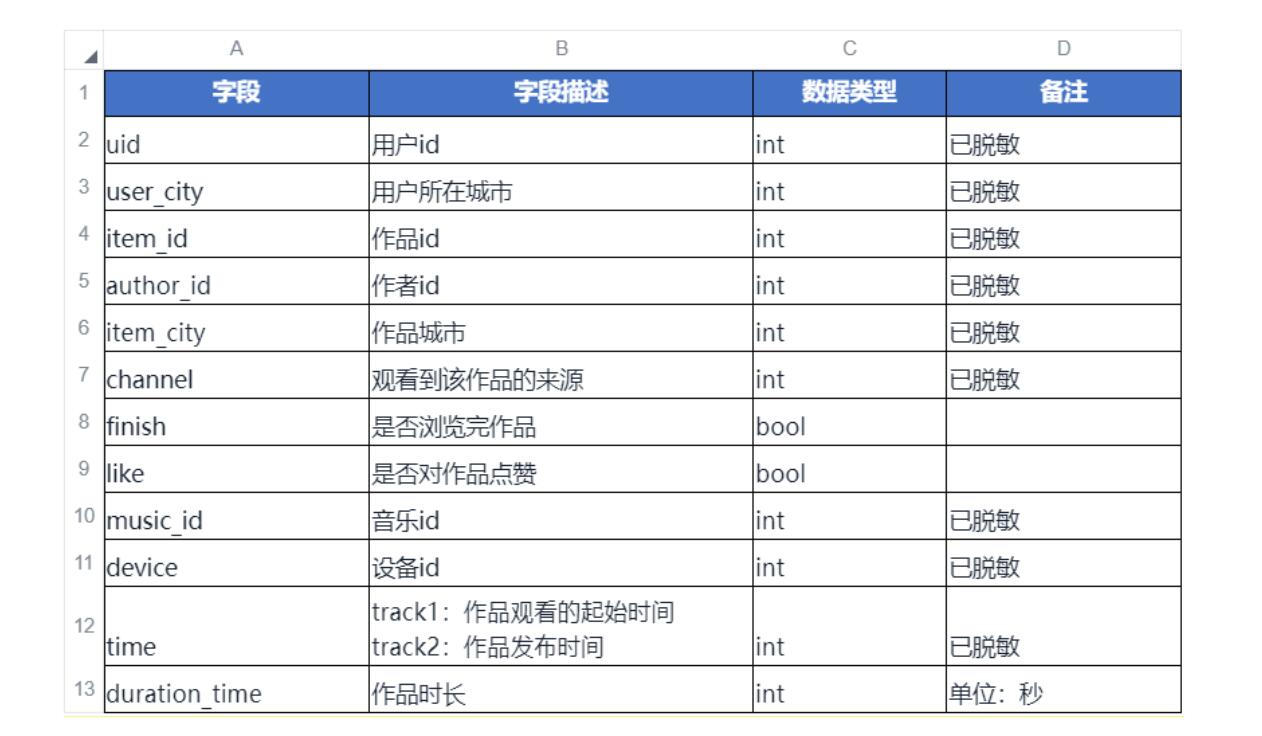 A B C D
1 字段 字段描述 数据类型 备注
2 uid 用户id int 已脱敏
3 user_city 用户所在城市 int 已脱敏
4 item_id 作品id int 已脱敏
5 author_id 作者id int 已脱敏
6 item_city 作品城市 int 已脱敏
7 channel 观看到该作品的来源 int 已脱敏
8 finish 是否浏览完作品 bool
9 like 是否对作品点赞 bool
10 music_id 音乐id int 已脱敏
11 device 设备id int 已脱敏
track1：作品观看的起始时间
12 time track2：作品发布时间 int 已脱敏
13 duration_time 作品时长 int 单位：秒